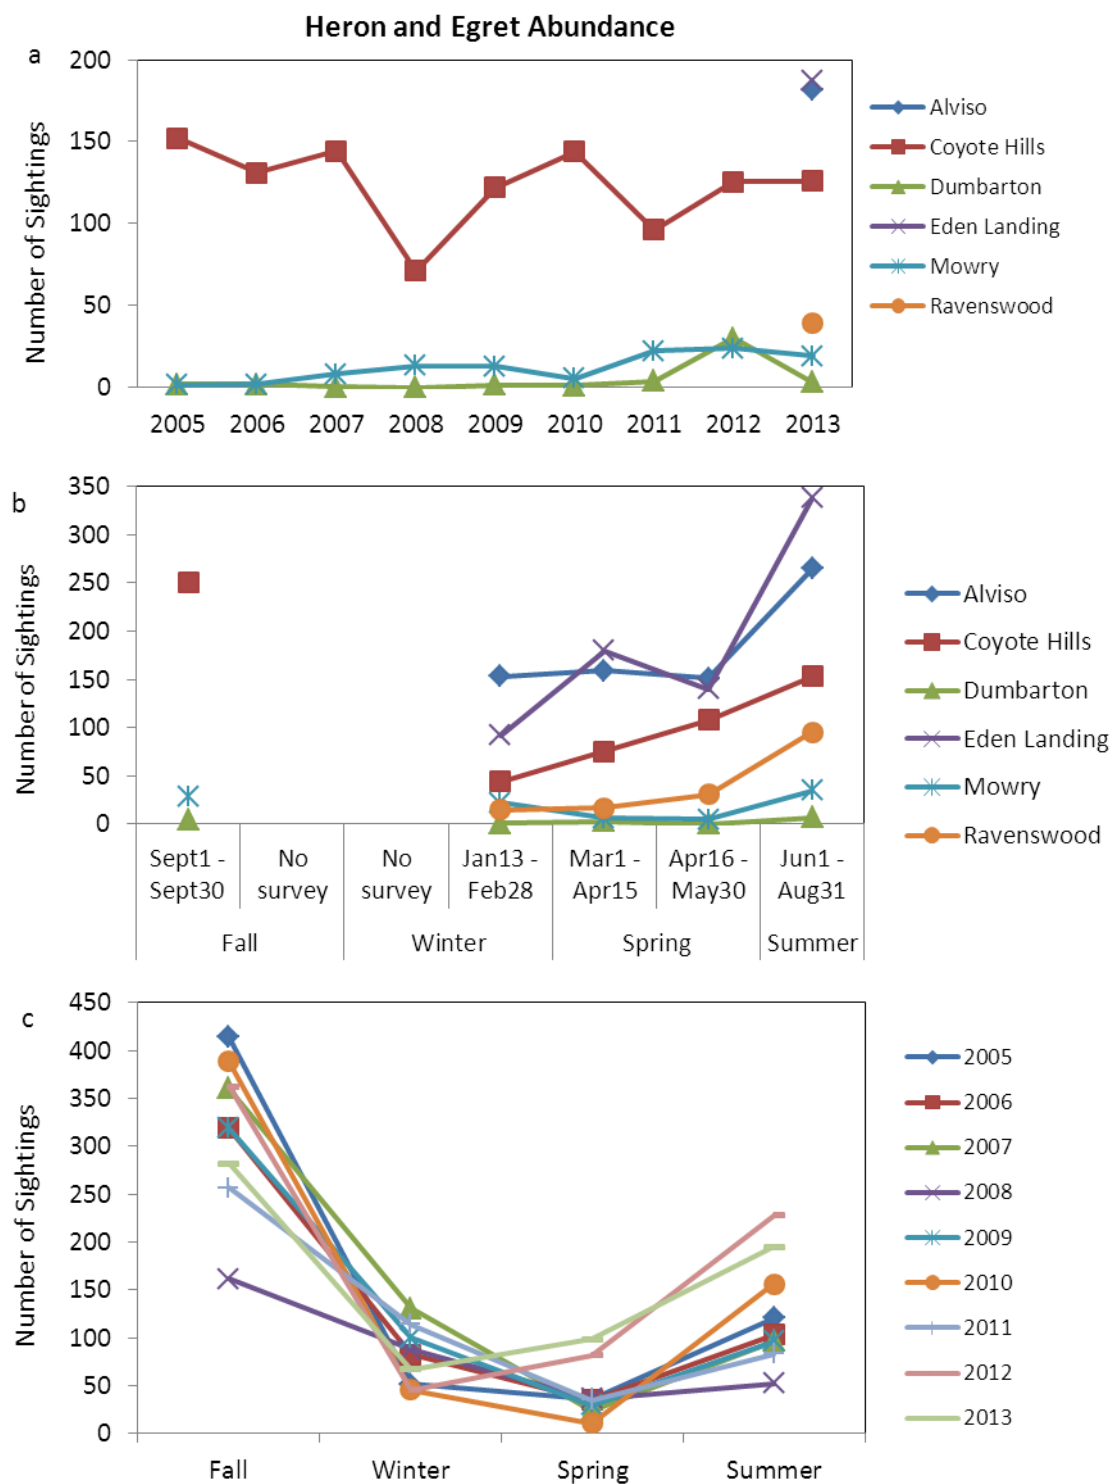 Heron and Egret Abundance
a
Number of Sightings
200
150
100
50
0
2005 2006 2007 2008 2009 2010 2011 2012 2013
Alviso
Coyote Hills
Dumbarton
Eden Landing
Mowry
Ravenswood
b
Number of Sightings
350
300
250
200
150
100
50
0
Sept1 - No No Jan13 - Mar1 - Apr16 - Jun1 -
Sept30 survey survey Feb28 Apr15 May30 Aug31
Fall Winter Spring Summer
Alviso
Coyote Hills
Dumbarton
Eden Landing
Mowry
Ravenswood
c
Number of Sightings
450
400
350
300
250
200
150
100
50
0
Fall Winter Spring Summer
2005
2006
2007
2008
2009
2010
2011
2012
2013